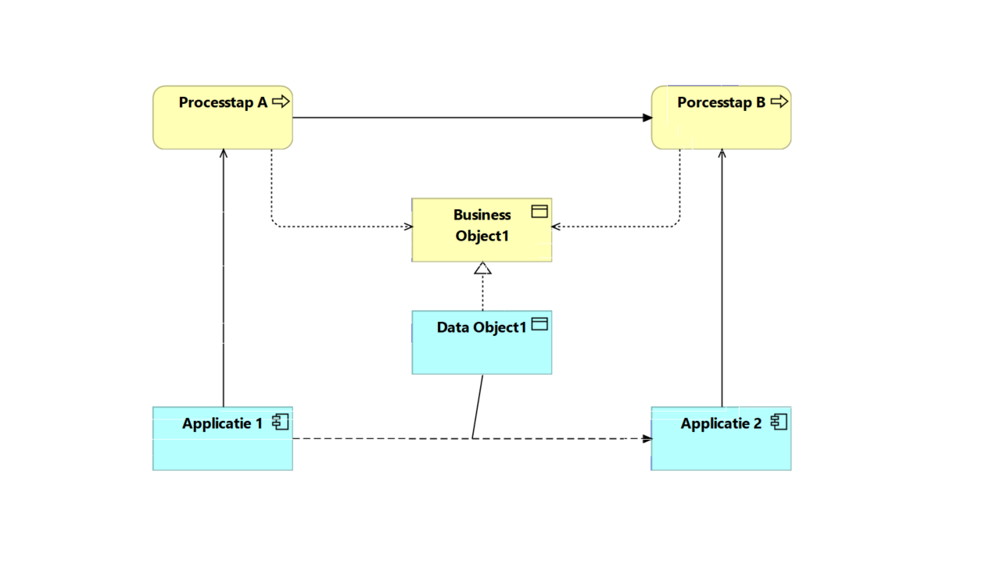 Processtap A
Porcesstap B
Business
Object1
Data Object1
Applicatie 1
Applicatie 2